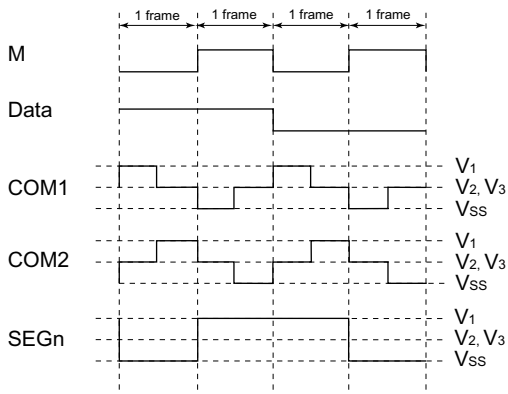 1 frame 1 frame 1 frame 1 frame
M
Data
V1
COM1 V2, V3
VSS
V1
COM2 V2, V3
VSS
V1
SEGn V2, V3
VSS